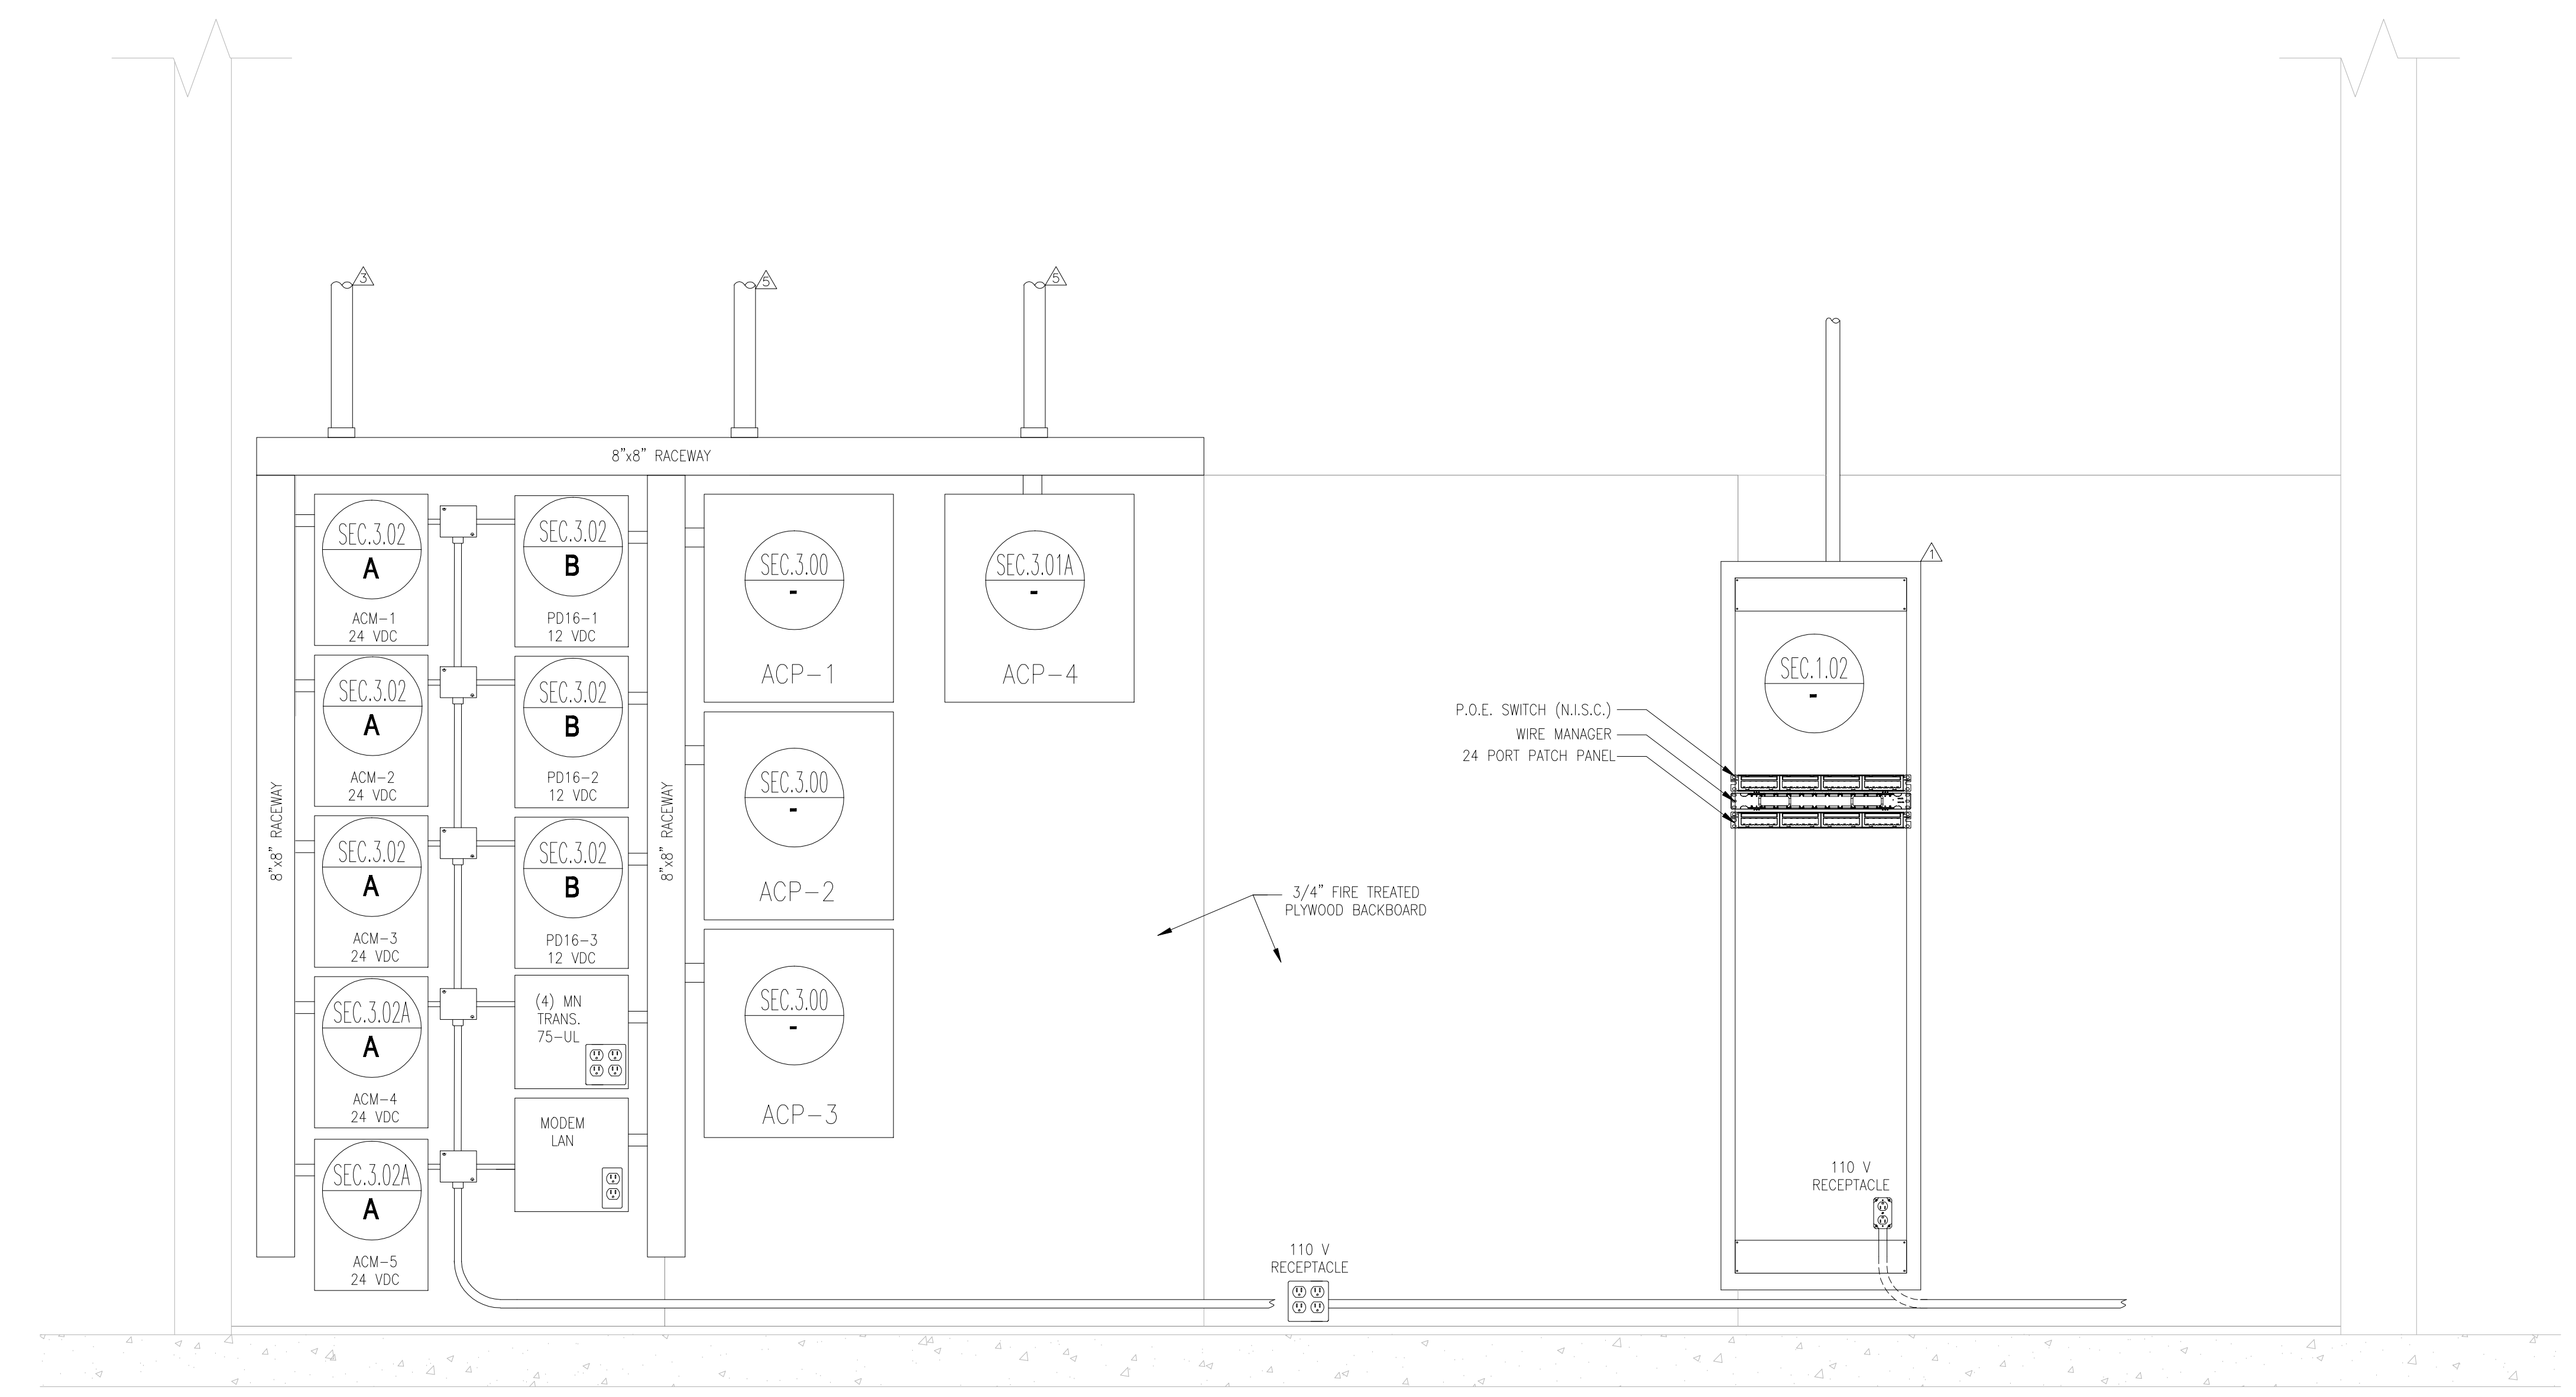 3
5
5
8"x8" RACEWAY
8"x8" RACEWAY
SEC.3.02
A
ACM-1
24 VDC
SEC.3.02
A
ACM-2
24 VDC
SEC.3.02
A
ACM-3
24 VDC
SEC.3.02A
A
ACM-4
24 VDC
SEC.3.02A
A
ACM-5
24 VDC
SEC.3.02
B
PD16-1
12 VDC
SEC.3.02
B
PD16-2
12 VDC
SEC.3.02
B
PD16-3
12 VDC
(4) MN
TRANS.
75-UL
MODEM
LAN
8"x8" RACEWAY
SEC.3.00
-
ACP-1
SEC.3.00
-
ACP-2
SEC.3.00
-
ACP-3
SEC.3.01A
-
ACP-4
3/4" FIRE TREATED
PLYWOOD BACKBOARD
110 V
RECEPTACLE
1
SEC.1.02
-
P.O.E. SWITCH (N.I.S.C.)
WIRE MANAGER
24 PORT PATCH PANEL
110 V
RECEPTACLE